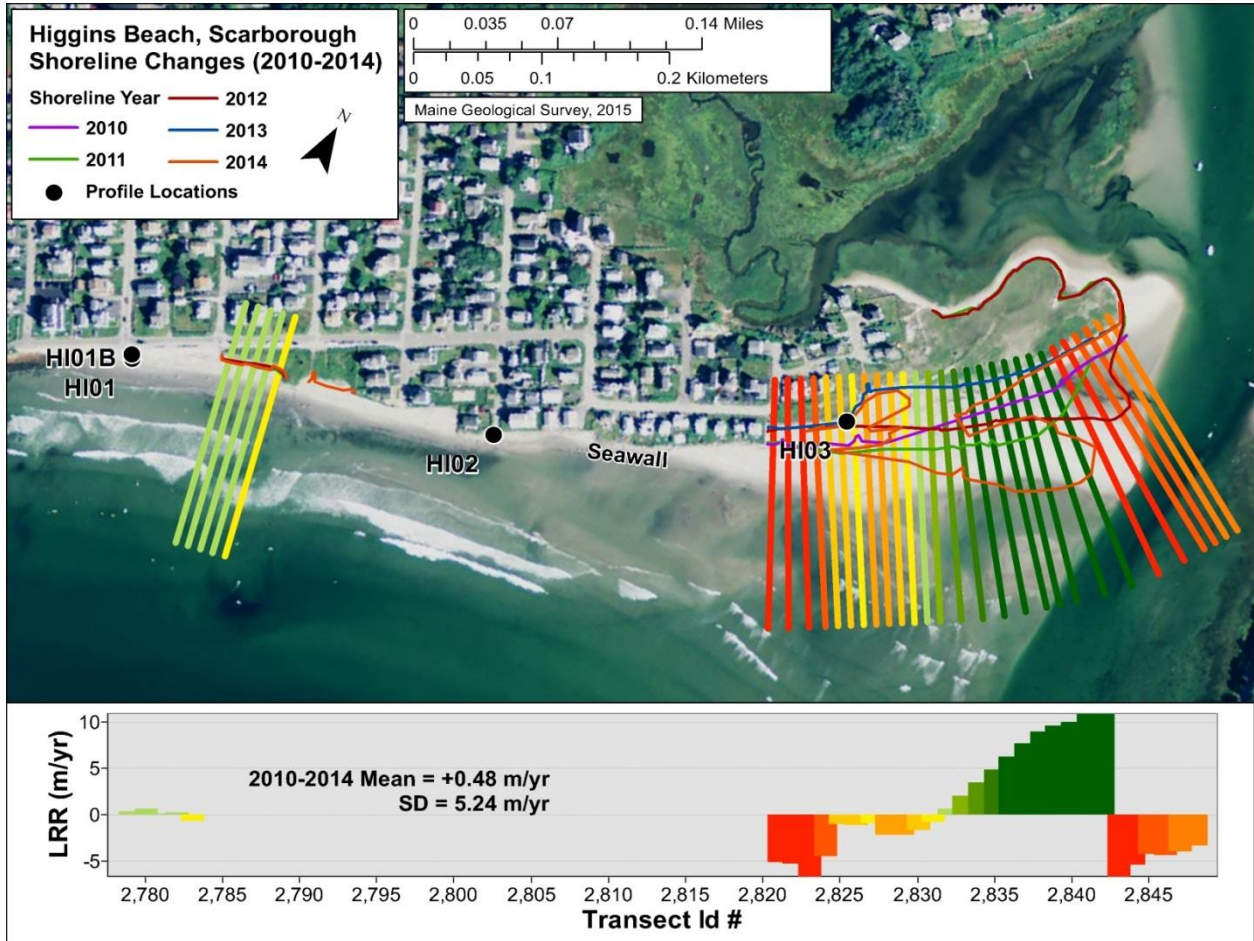 Higgins Beach, Scarborough
Shoreline Changes (2010-2014)
Shoreline Year
2012
2010
2013
2011
2014
Profile Locations
N
0 0.035 0.07 0.14 Miles
0 0.05 0.1 0.2 Kilometers
Maine Geological Survey, 2015
HI01B
HI01
HI02
Seawall
HI03
LRR (m/yr)
10
5
0
-5
2010-2014 Mean = +0.48 m/yr
SD = 5.24 m/yr
2,780 2,785 2,790 2,795 2,800 2,805 2,810 2,815 2,820 2,825 2,830 2,835 2,840 2,845
Transect Id #